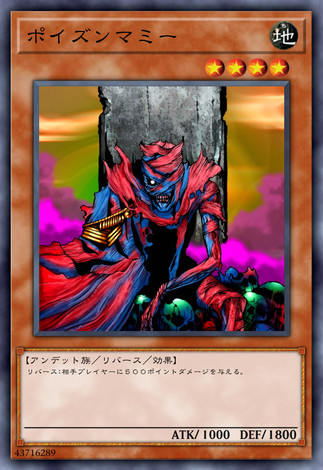 ポイズンマミー
地
【アンデット族／リバース／効果】
リバース：相手プレイヤーに５００ポイントダメージを与える。
ATK/ 1000 DEF/ 1800
43716289